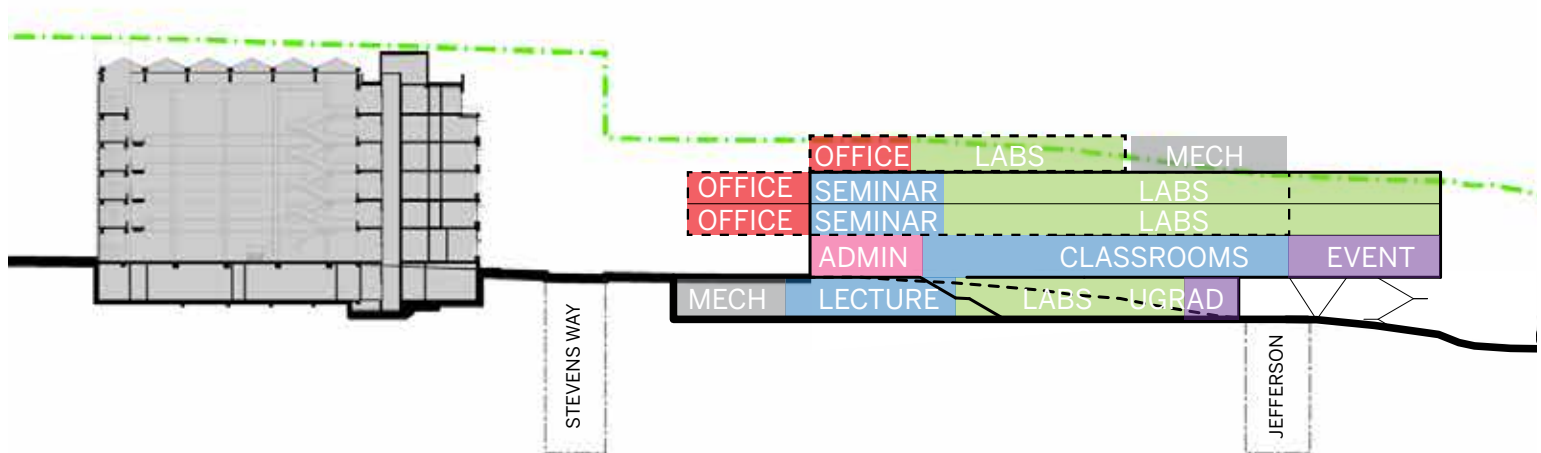 OFFICE LABS MECH
OFFICE SEMINAR LABS
OFFICE SEMINAR LABS
ADMIN CLASSROOMS EVENT
MECH LECTURE LABS UGRAD
STEVENS WAY
JEFFERSON